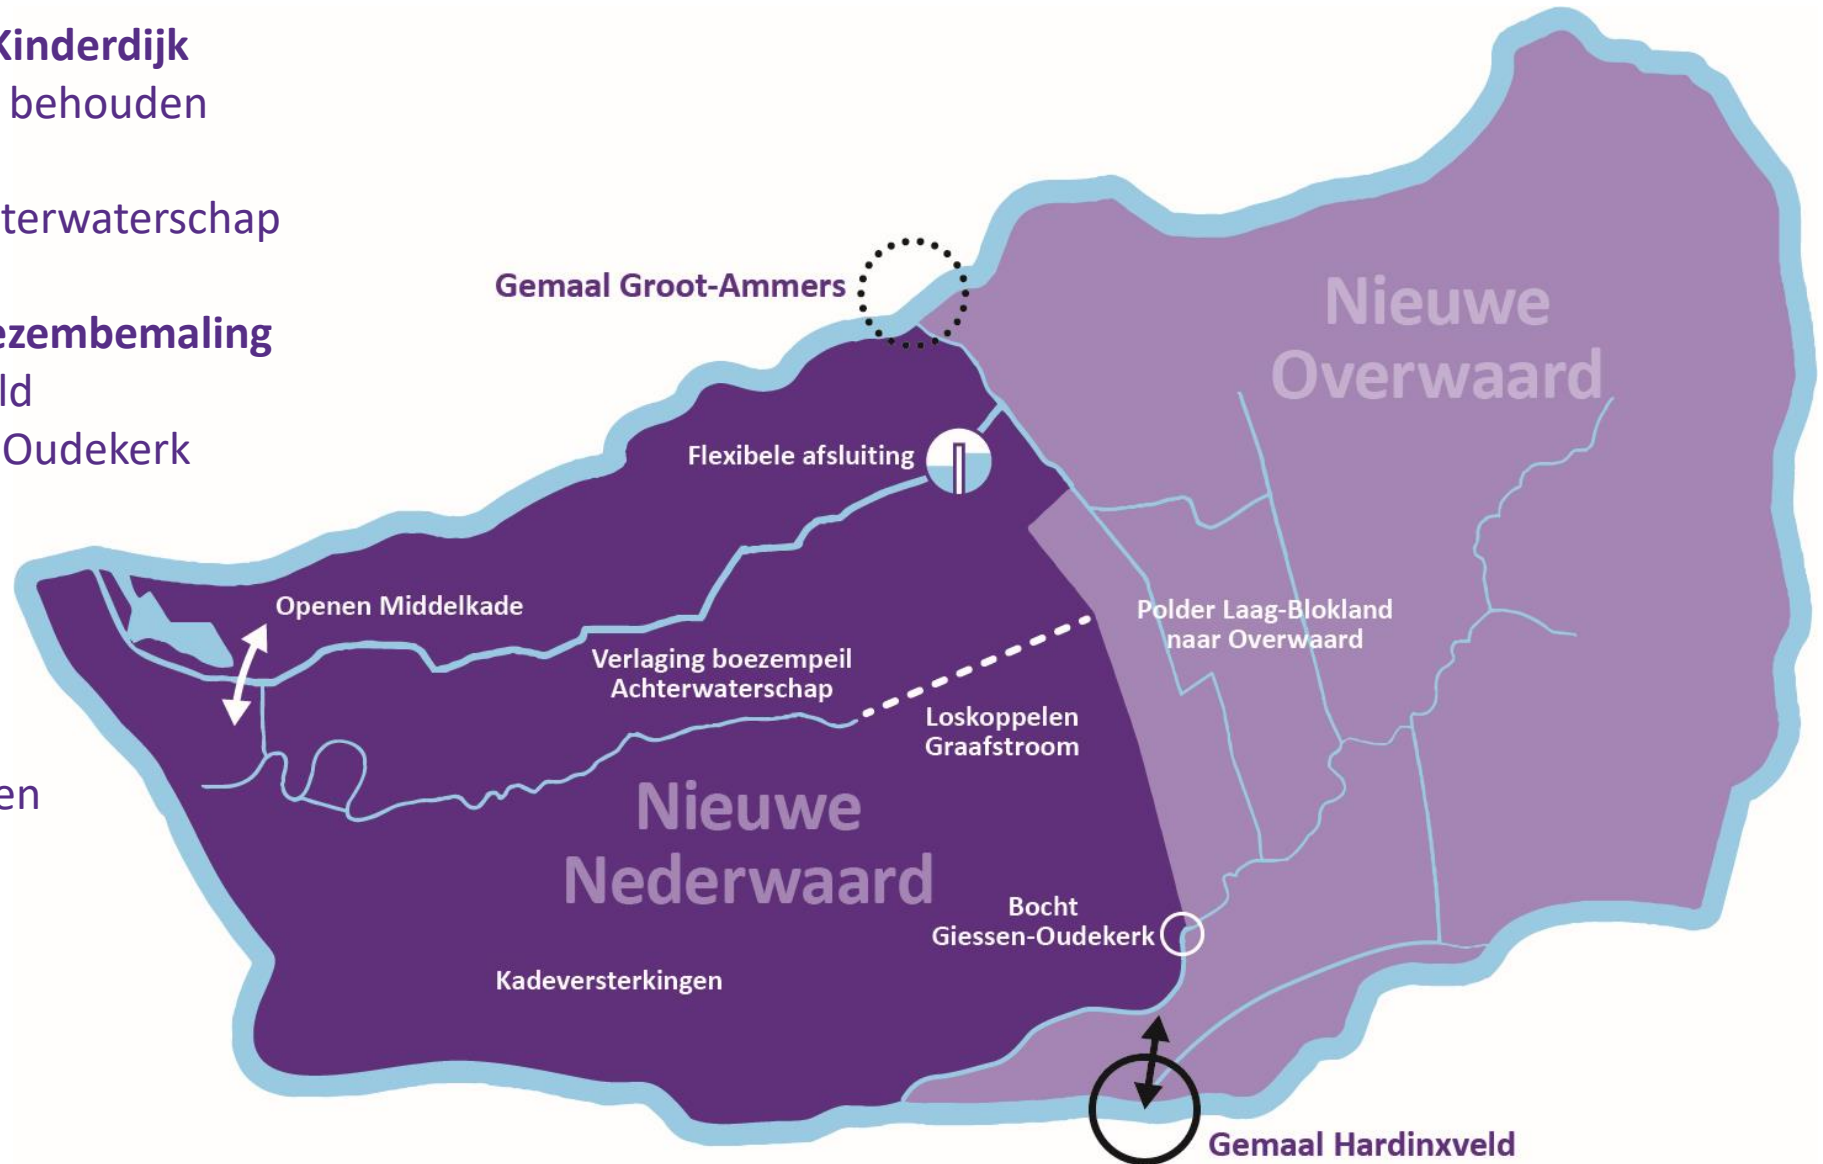 Kinderdijk
behouden
terwaterschap
ezembemaling
ld
Oudekerk
en
Gemaal Groot-Ammers
Nieuwe
Overwaard
Flexibele afsluiting
Openen Middelkade
Polder Laag-Blokland
naar Overwaard
Verlaging boezempeil
Achterwaterschap
Loskoppelen
Graafstroom
Nieuwe
Nederwaard
Bocht
Giessen-Oudekerk
Kadeversterkingen
Gemaal Hardinxveld